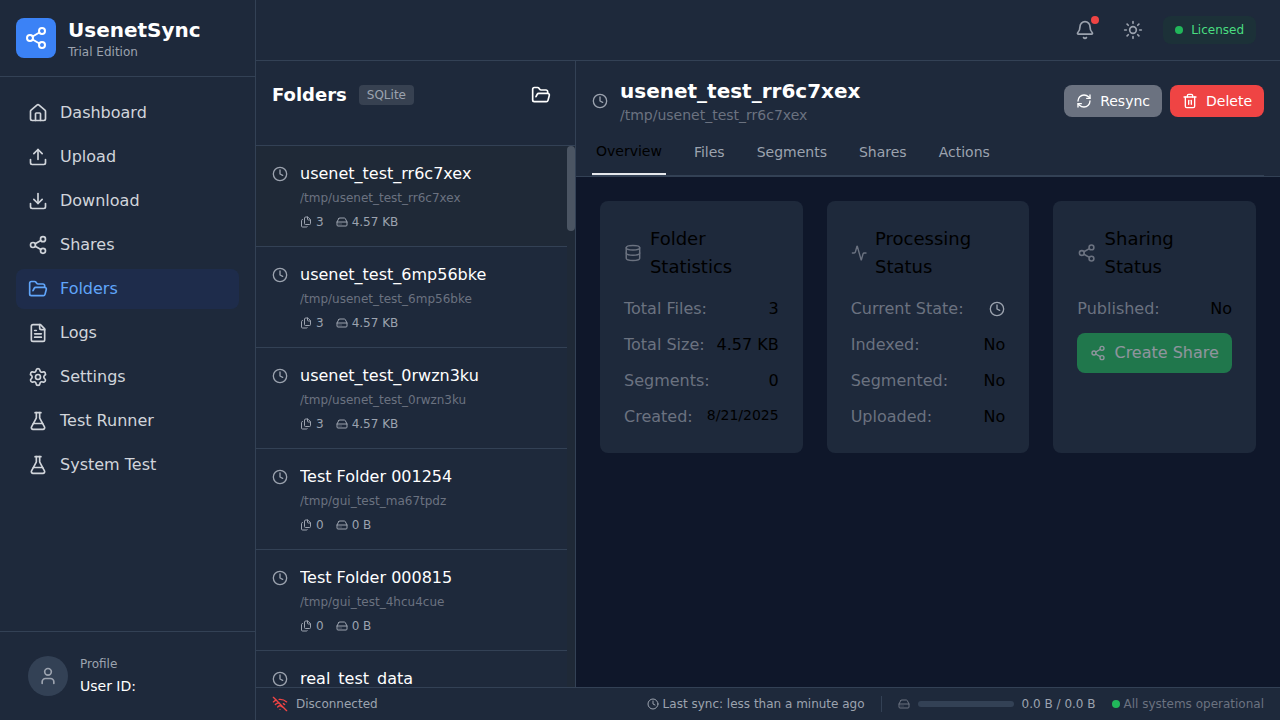 UsenetSync
Trial Edition
Dashboard
Upload
Download
Shares
Folders
Logs
Settings
Test Runner
System Test
Profile
User ID:
Licensed
Folders
SQLite
usenet_test_rr6c7xex
/tmp/usenet_test_rr6c7xex
3 4.57 KB
usenet_test_6mp56bke
/tmp/usenet_test_6mp56bke
3 4.57 KB
usenet_test_0rwzn3ku
/tmp/usenet_test_0rwzn3ku
3 4.57 KB
Test Folder 001254
/tmp/gui_test_ma67tpdz
0 0 B
Test Folder 000815
/tmp/gui_test_4hcu4cue
0 0 B
real_test_data
usenet_test_rr6c7xex
/tmp/usenet_test_rr6c7xex
Resync Delete
Overview Files Segments Shares Actions
Folder
Statistics
Total Files: 3
Total Size: 4.57 KB
Segments: 0
Created: 8/21/2025
Processing
Status
Current State:
Indexed: No
Segmented: No
Uploaded: No
Sharing
Status
Published: No
Create Share
Disconnected
Last sync: less than a minute ago
0.0 B / 0.0 B
All systems operational